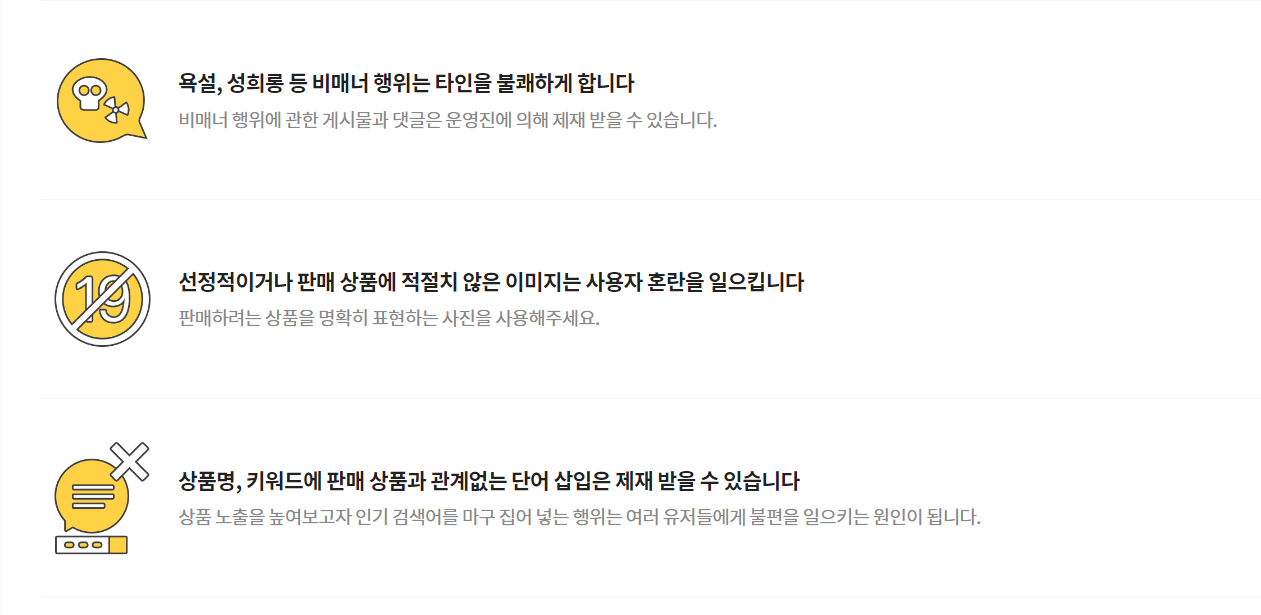 욕설, 성희롱 등 비매너 행위는 타인을 불쾌하게 합니다
비매너 행위에 관한 게시물과 댓글은 운영진에 의해 제재 받을 수 있습니다.
19
선정적이거나 판매 상품에 적절치 않은 이미지는 사용자 혼란을 일으킵니다
판매하려는 상품을 명확히 표현하는 사진을 사용해주세요.
상품명, 키워드에 판매 상품과 관계없는 단어 삽입은 제재 받을 수 있습니다
상품 노출을 높여보고자 인기 검색어를 마구 집어 넣는 행위는 여러 유저들에게 불편을 일으키는 원인이 됩니다.